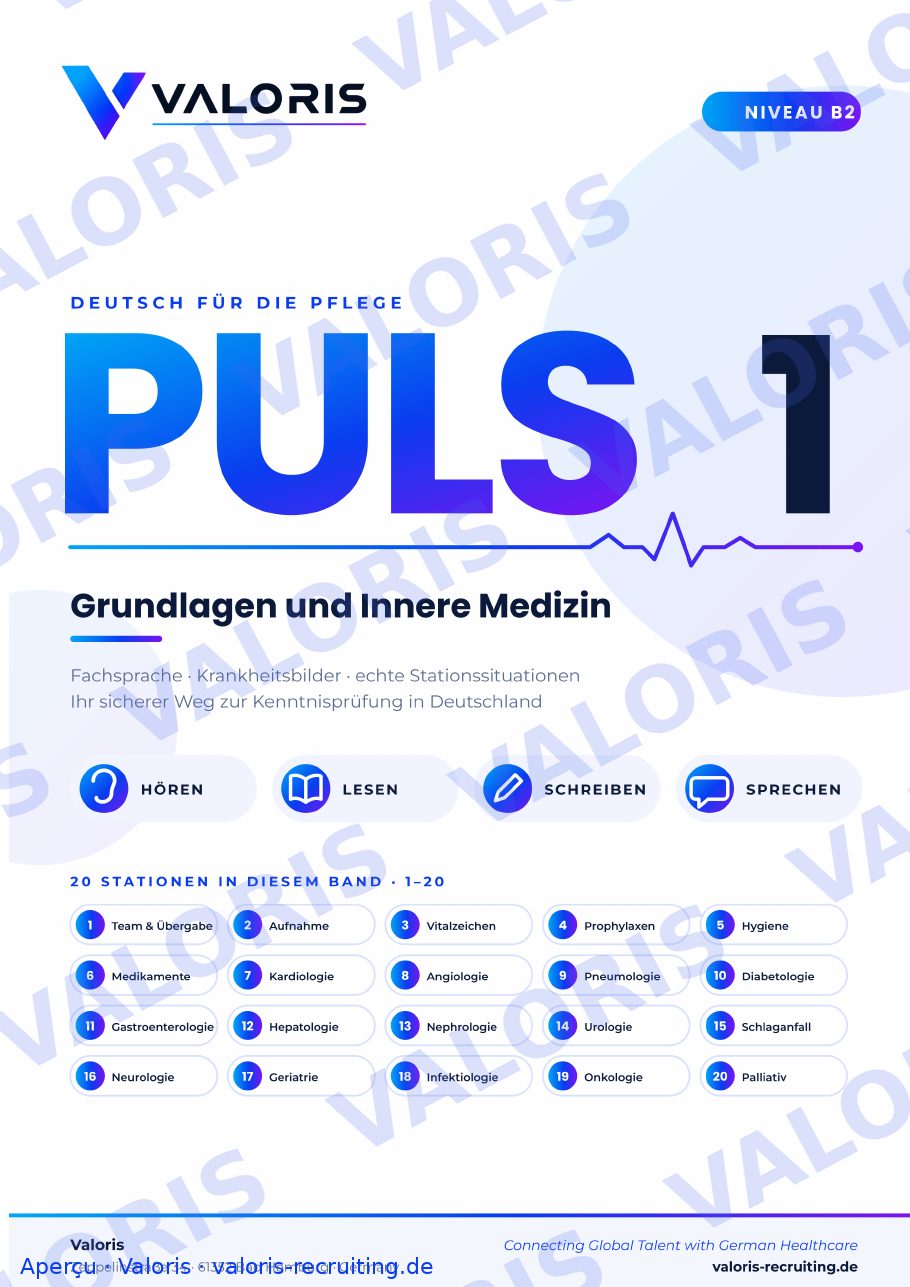 VALORIS
NIVEAU B2
DEUTSCH FÜR DIE PFLEGE
PULS 1
Grundlagen und Innere Medizin
Fachsprache · Krankheitsbilder · echte Stationssituationen
Ihr sicherer Weg zur Kenntnisprüfung in Deutschland
HÖREN
LESEN
SCHREIBEN
SPRECHEN
20 STATIONEN IN DIESEM BAND · 1–20
1 Team & Übergabe
2 Aufnahme
3 Vitalzeichen
4 Prophylaxen
5 Hygiene
6 Medikamente
7 Kardiologie
8 Angiologie
9 Pneumologie
10 Diabetologie
11 Gastroenterologie
12 Hepatologie
13 Nephrologie
14 Urologie
15 Schlaganfall
16 Neurologie
17 Geriatrie
18 Infektiologie
19 Onkologie
20 Palliativ
Valoris
Connecting Global Talent with German Healthcare
Aperçu · Valoris · valoris-recruiting.de
valoris-recruiting.de